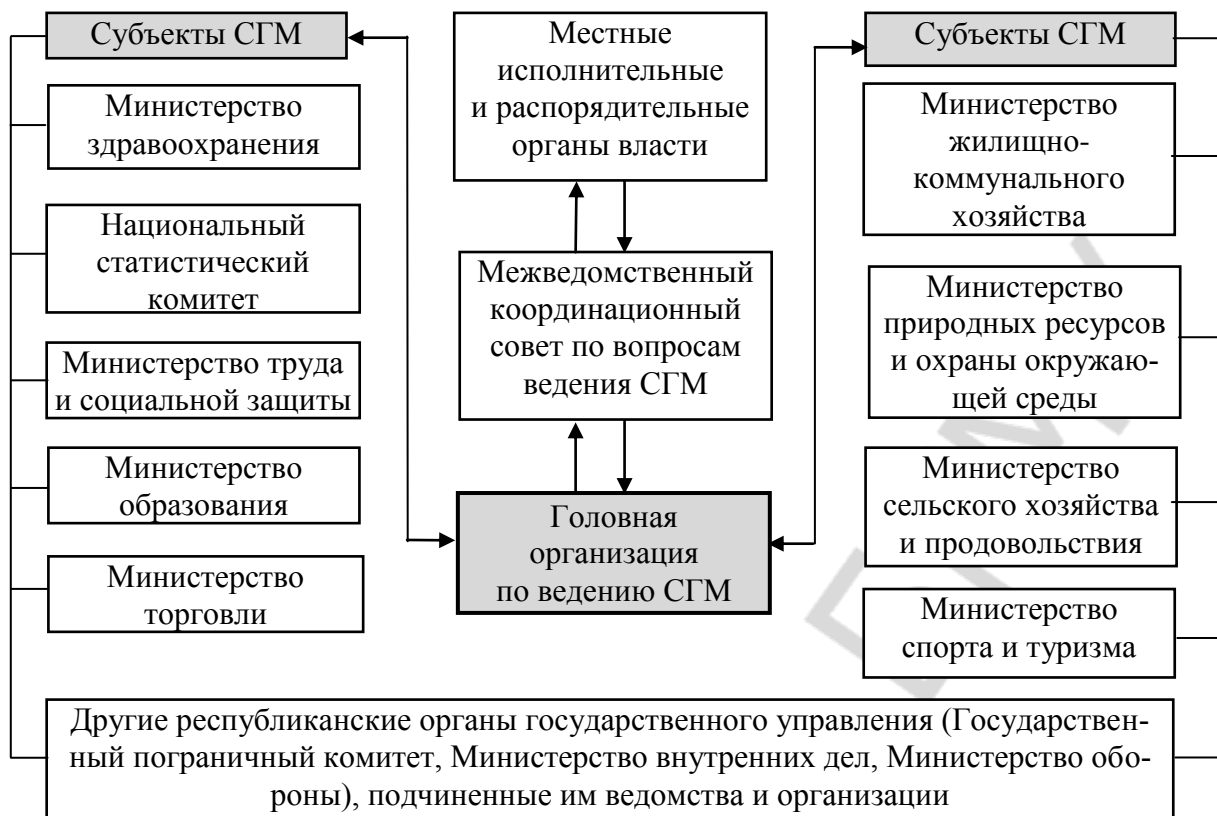 Субъекты СГМ
Министерство
здравоохранения
Национальный
статистический
комитет
Министерство труда
и социальной защиты
Министерство
образования
Министерство
торговли
Местные
исполнительные
и распорядительные
органы власти
Межведомственный
координационный
совет по вопросам
ведения СГМ
Головная
организация
по ведению СГМ
Субъекты СГМ
Министерство
жилищно-
коммунального
хозяйства
Министерство
природных ресурсов
и охраны окружаю-
щей среды
Министерство
сельского хозяйства
и продовольствия
Министерство
спорта и туризма
Другие республиканские органы государственного управления (Государствен-
ный пограничный комитет, Министерство внутренних дел, Министерство обо-
роны), подчиненные им ведомства и организации